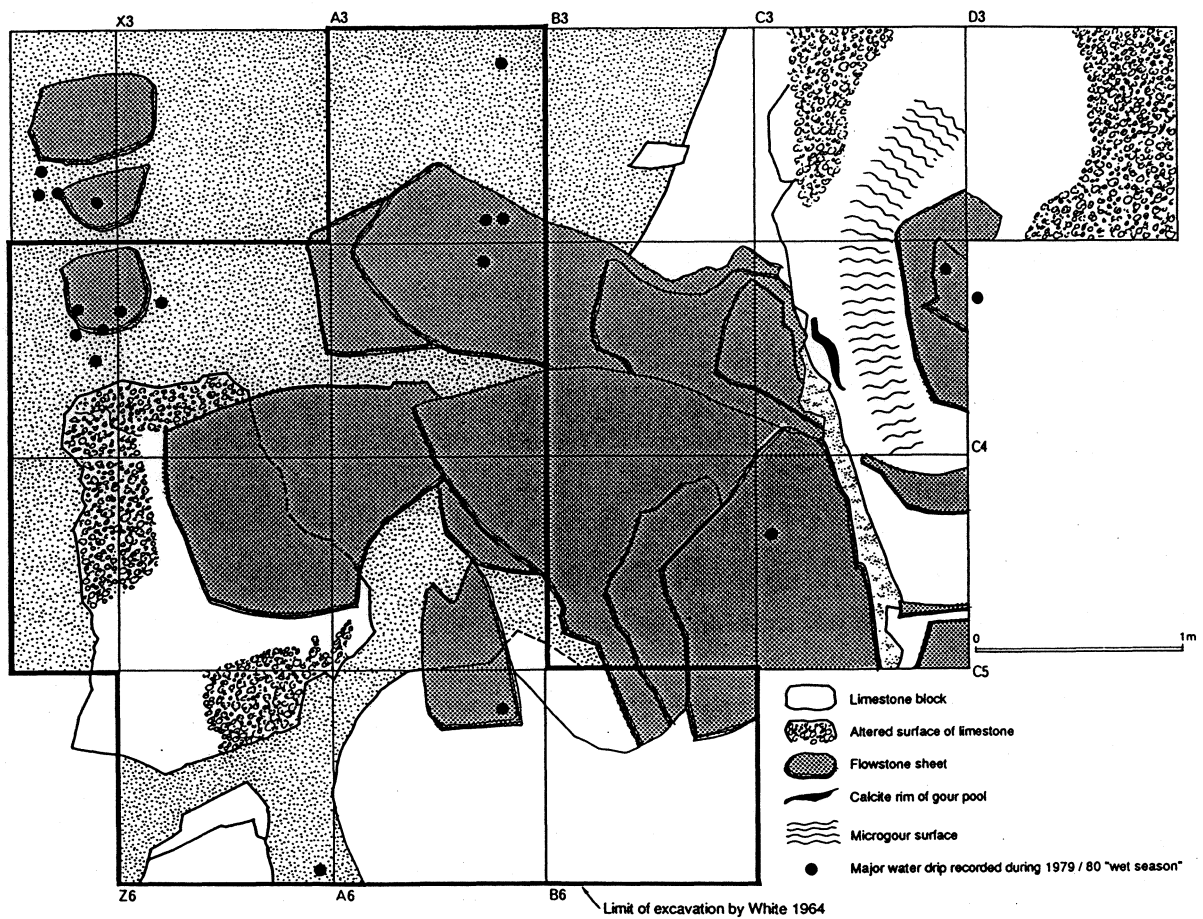 X3
A3
B3
C3
D3
C4
0
1m
C5
Limestone block
Altered surface of limestone
Flowstone sheet
Calcite rim of gour pool
Microgour surface
Major water drip recorded during 1979 / 80 "wet season"
Z6
A6
B6
Limit of excavation by White 1964